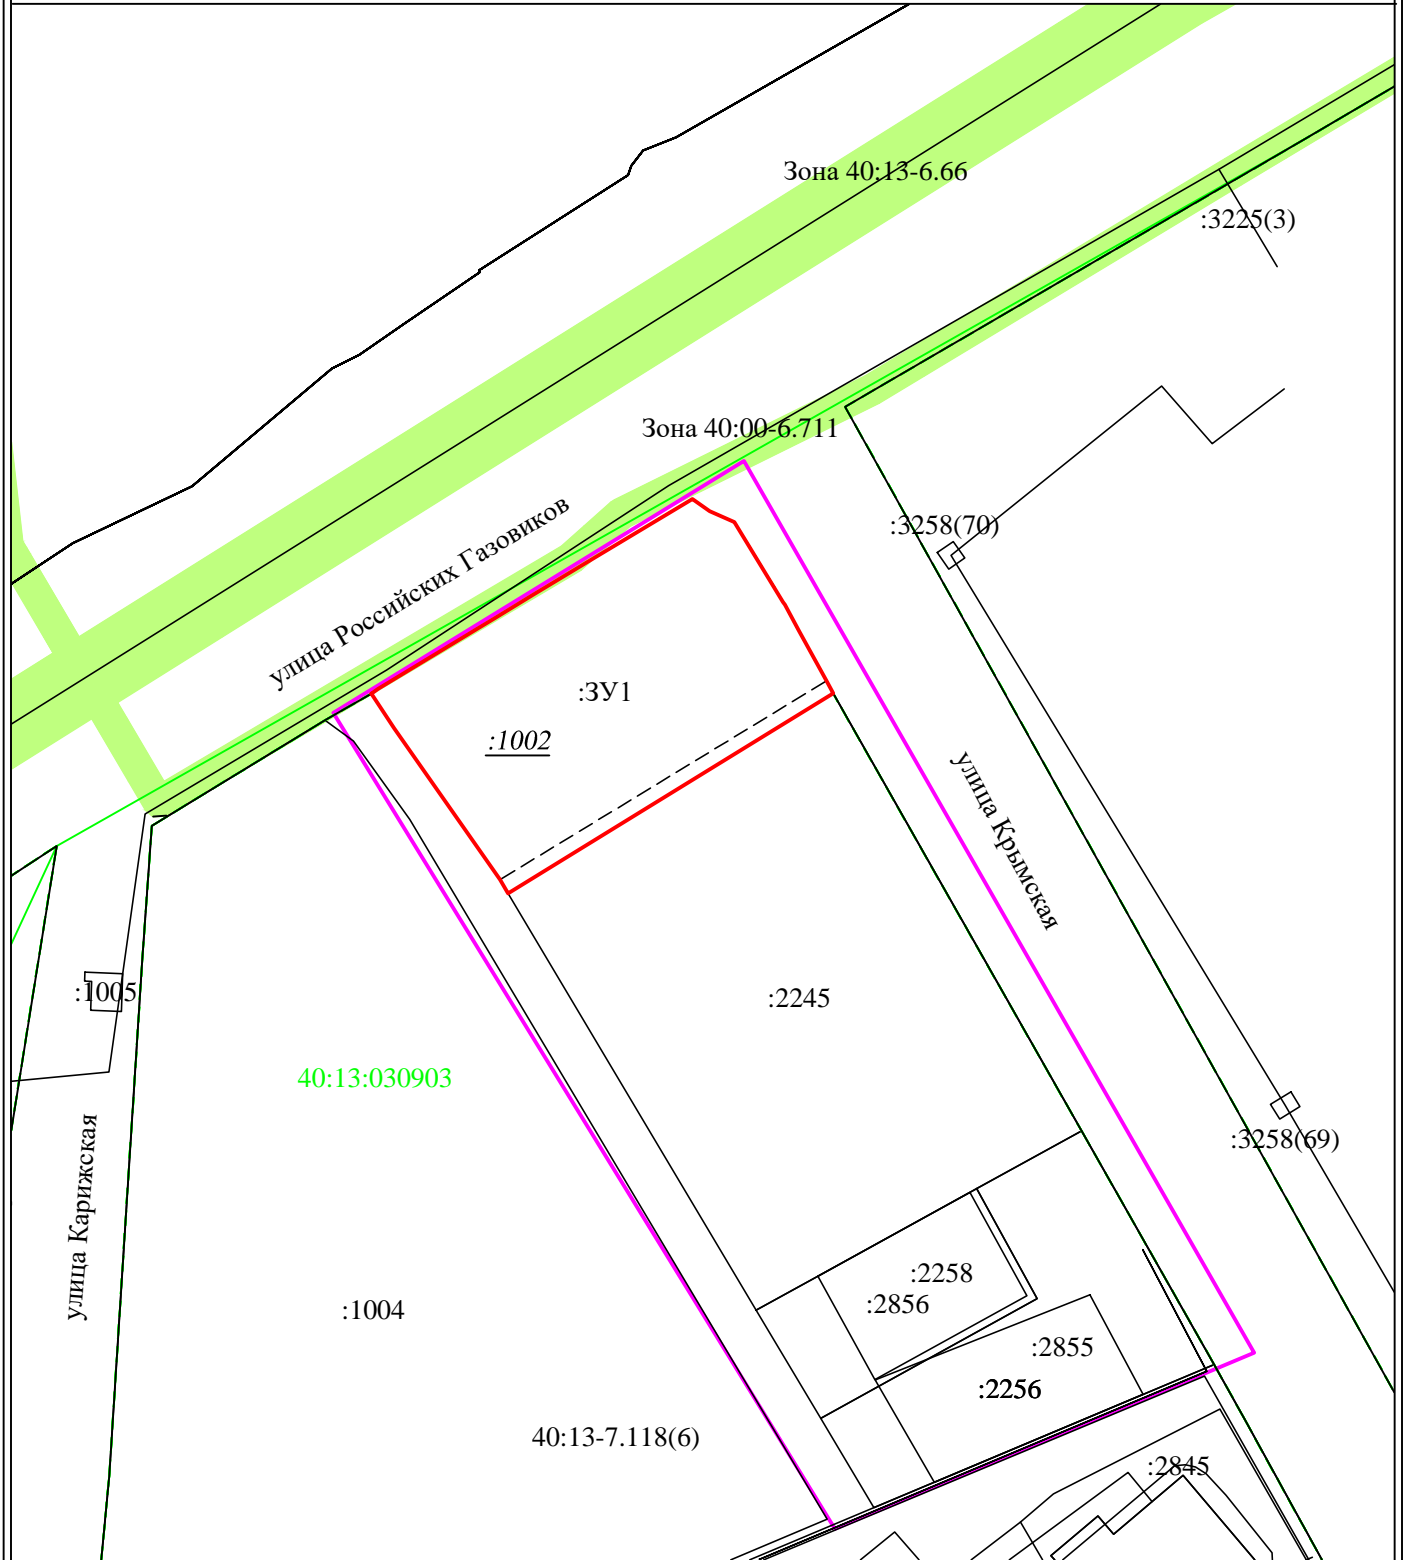 Зона 40:13-6.66
:3225(3)
Зона 40:00-6.711
:3258(70)
улица Российских Газовиков
:ЗУ1
:1002
улица Крымская
:1005
:2245
40:13:030903
:3258(69)
улица Карижская
:2258
:2856
:1004
:2855
:2256
40:13-7.118(6)
:2845